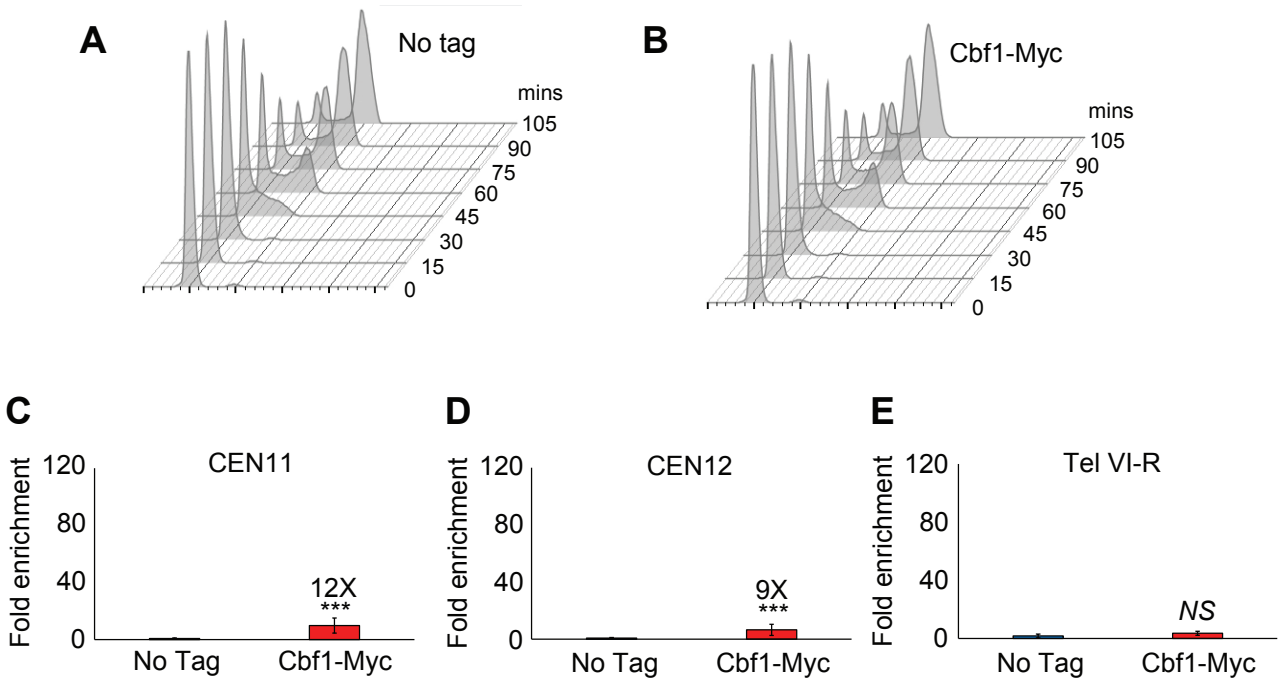 A
No tag
mins
105
90
75
60
45
30
15
0
B
Cbf1-Myc
mins
105
90
75
60
45
30
15
0
C
CEN11
Fold enrichment
120
80
40
0
12X
***
No Tag
Cbf1-Myc
D
CEN12
Fold enrichment
120
80
40
0
9X
***
No Tag
Cbf1-Myc
E
Tel VI-R
Fold enrichment
120
80
40
0
NS
No Tag
Cbf1-Myc